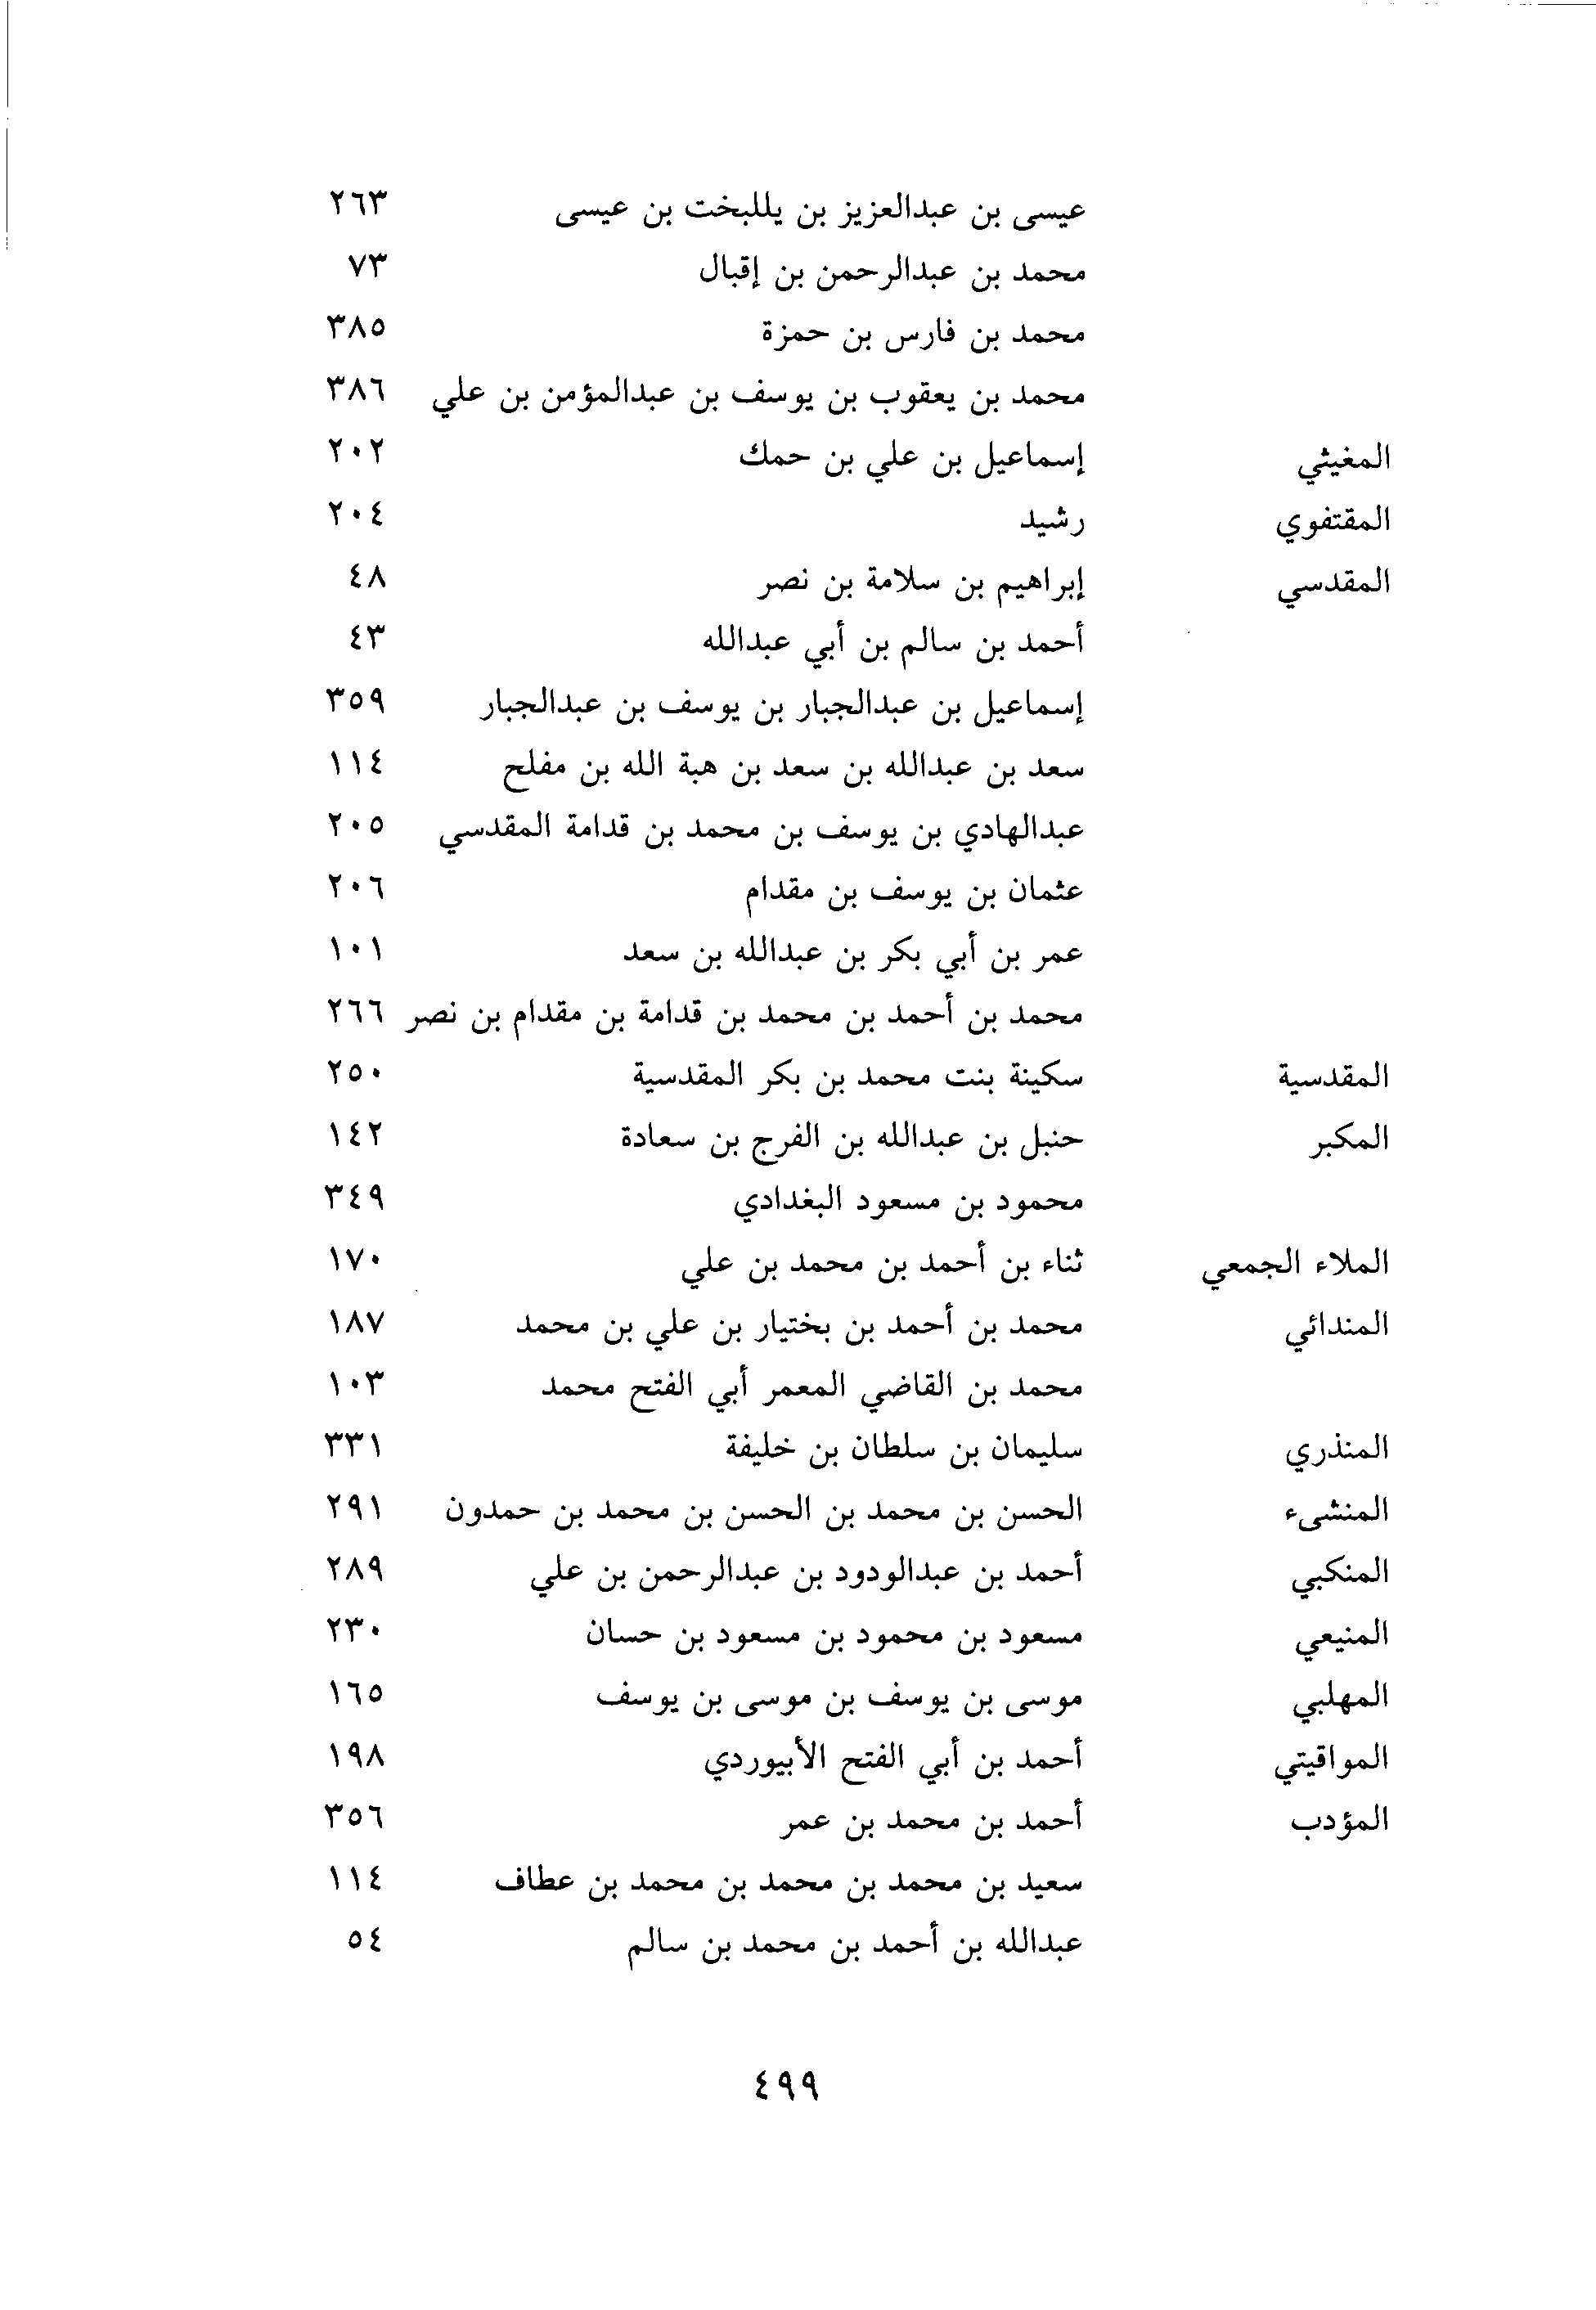 عيسى بن عبدالعزيز بن يللبخت بن عيسى ٢٦٣
محمد بن عبدالرحمن بن إقبال ٧٣
محمد بن فارس بن حمزة ٣٨٥
محمد بن يعقوب بن يوسف بن عبدالمؤمن بن علي ٣٨٦
المغيثي إسماعيل بن علي بن حمك ٢٠٢
المقتفوي رشيد ٢٠٤
المقدسي إبراهيم بن سلامة بن نصر ٤٨
أحمد بن سالم بن أبي عبدالله ٤٣
إسماعيل بن عبدالجبار بن يوسف بن عبدالجبار ٣٥٩
سعد بن عبدالله بن سعد بن هبة الله بن مفلح ١١٤
عبدالهادي بن يوسف بن محمد بن قدامة المقدسي ٢٠٥
عثمان بن يوسف بن مقدام ٢٠٦
عمر بن أبي بكر بن عبدالله بن سعد ١٠١
محمد بن أحمد بن محمد بن قدامة بن مقدام بن نصر ٢٦٦
المقدسية سكينة بنت محمد بن بكر المقدسية ٢٥٠
المكبر حنبل بن عبدالله بن الفرج بن سعادة ١٤٢
محمود بن مسعود البغدادي ٣٤٩
الملاء الجمعي ثناء بن أحمد بن محمد بن علي ١٧٠
المندائي محمد بن أحمد بن بختيار بن علي بن محمد ١٨٧
محمد بن القاضي المعمر أبي الفتح محمد ١٠٣
المنذري سليمان بن سلطان بن خليفة ٣٣١
المنشىء الحسن بن محمد بن الحسن بن محمد بن حمدون ٢٩١
المنكبي أحمد بن عبدالودود بن عبدالرحمن بن علي ٢٨٩
المنيعي مسعود بن محمود بن مسعود بن حسان ٢٣٠
المهلبي موسى بن يوسف بن موسى بن يوسف ١٦٥
المواقيتي أحمد بن أبي الفتح الأبيوردي ١٩٨
المؤدب أحمد بن محمد بن عمر ٣٥٦
سعيد بن محمد بن محمد بن محمد بن عطاف ١١٤
عبدالله بن أحمد بن محمد بن سالم ٥٤
٤٩٩